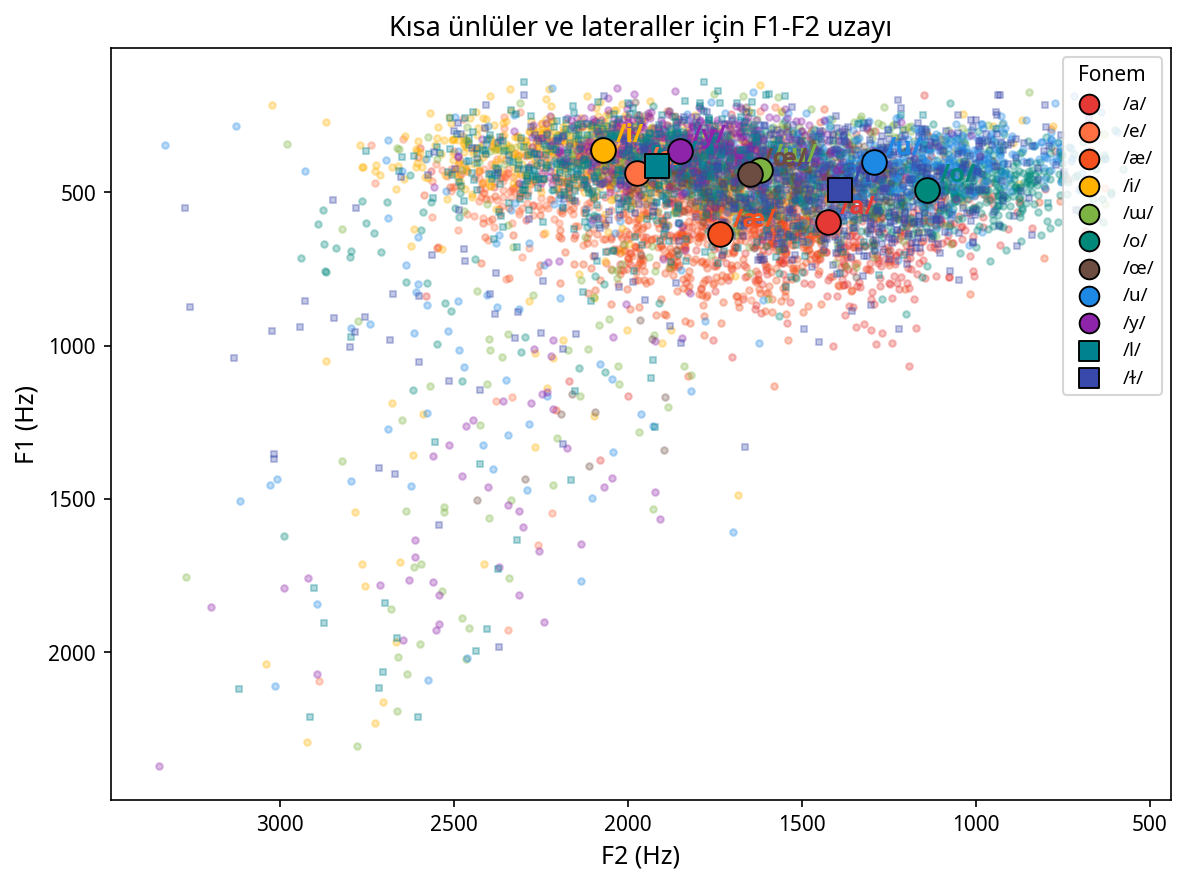 Kısa ünlüler ve lateraller için F1-F2 uzayı
Fonem
/a/
/e/
/æ/
/i/
/ɯ/
/o/
/œ/
/u/
/y/
/l/
/ɫ/
/i/
/y/
/æ/
/a/
500
1000
1500
2000
F1 (Hz)
3000
2500
2000
1500
1000
500
F2 (Hz)